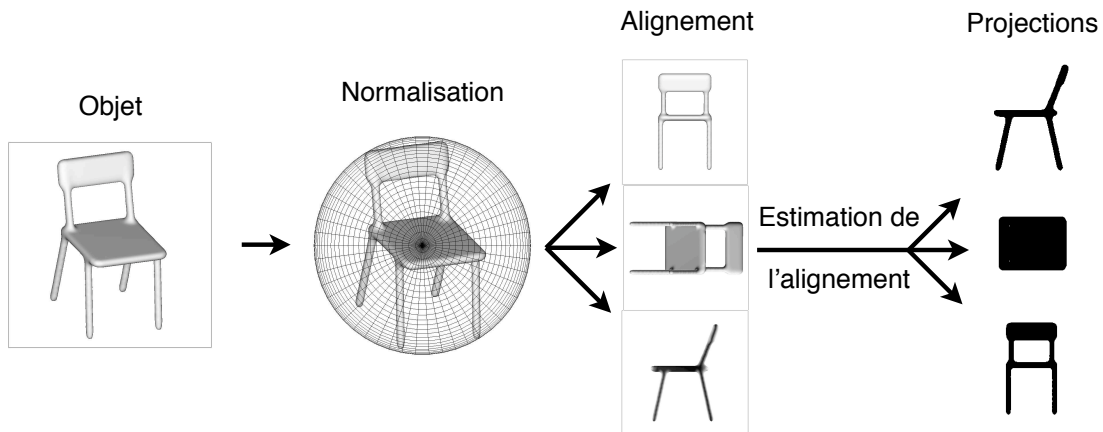 Objet
Normalisation
Alignement
Estimation de
l'alignement
Projections